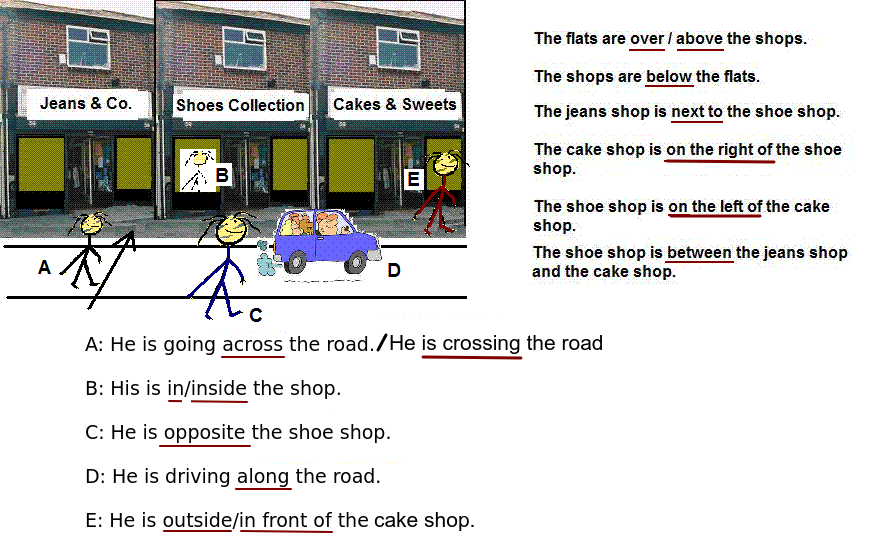 Jeans & Co.
Shoes Collection
Cakes & Sweets
B
E
A
D
C
The flats are over / above the shops.
The shops are below the flats.
The jeans shop is next to the shoe shop.
The cake shop is on the right of the shoe
shop.
The shoe shop is on the left of the cake
shop.
The shoe shop is between the jeans shop
and the cake shop.
A: He is going across the road./He is crossing the road
B: His is in/inside the shop.
C: He is opposite the shoe shop.
D: He is driving along the road.
E: He is outside/in front of the cake shop.